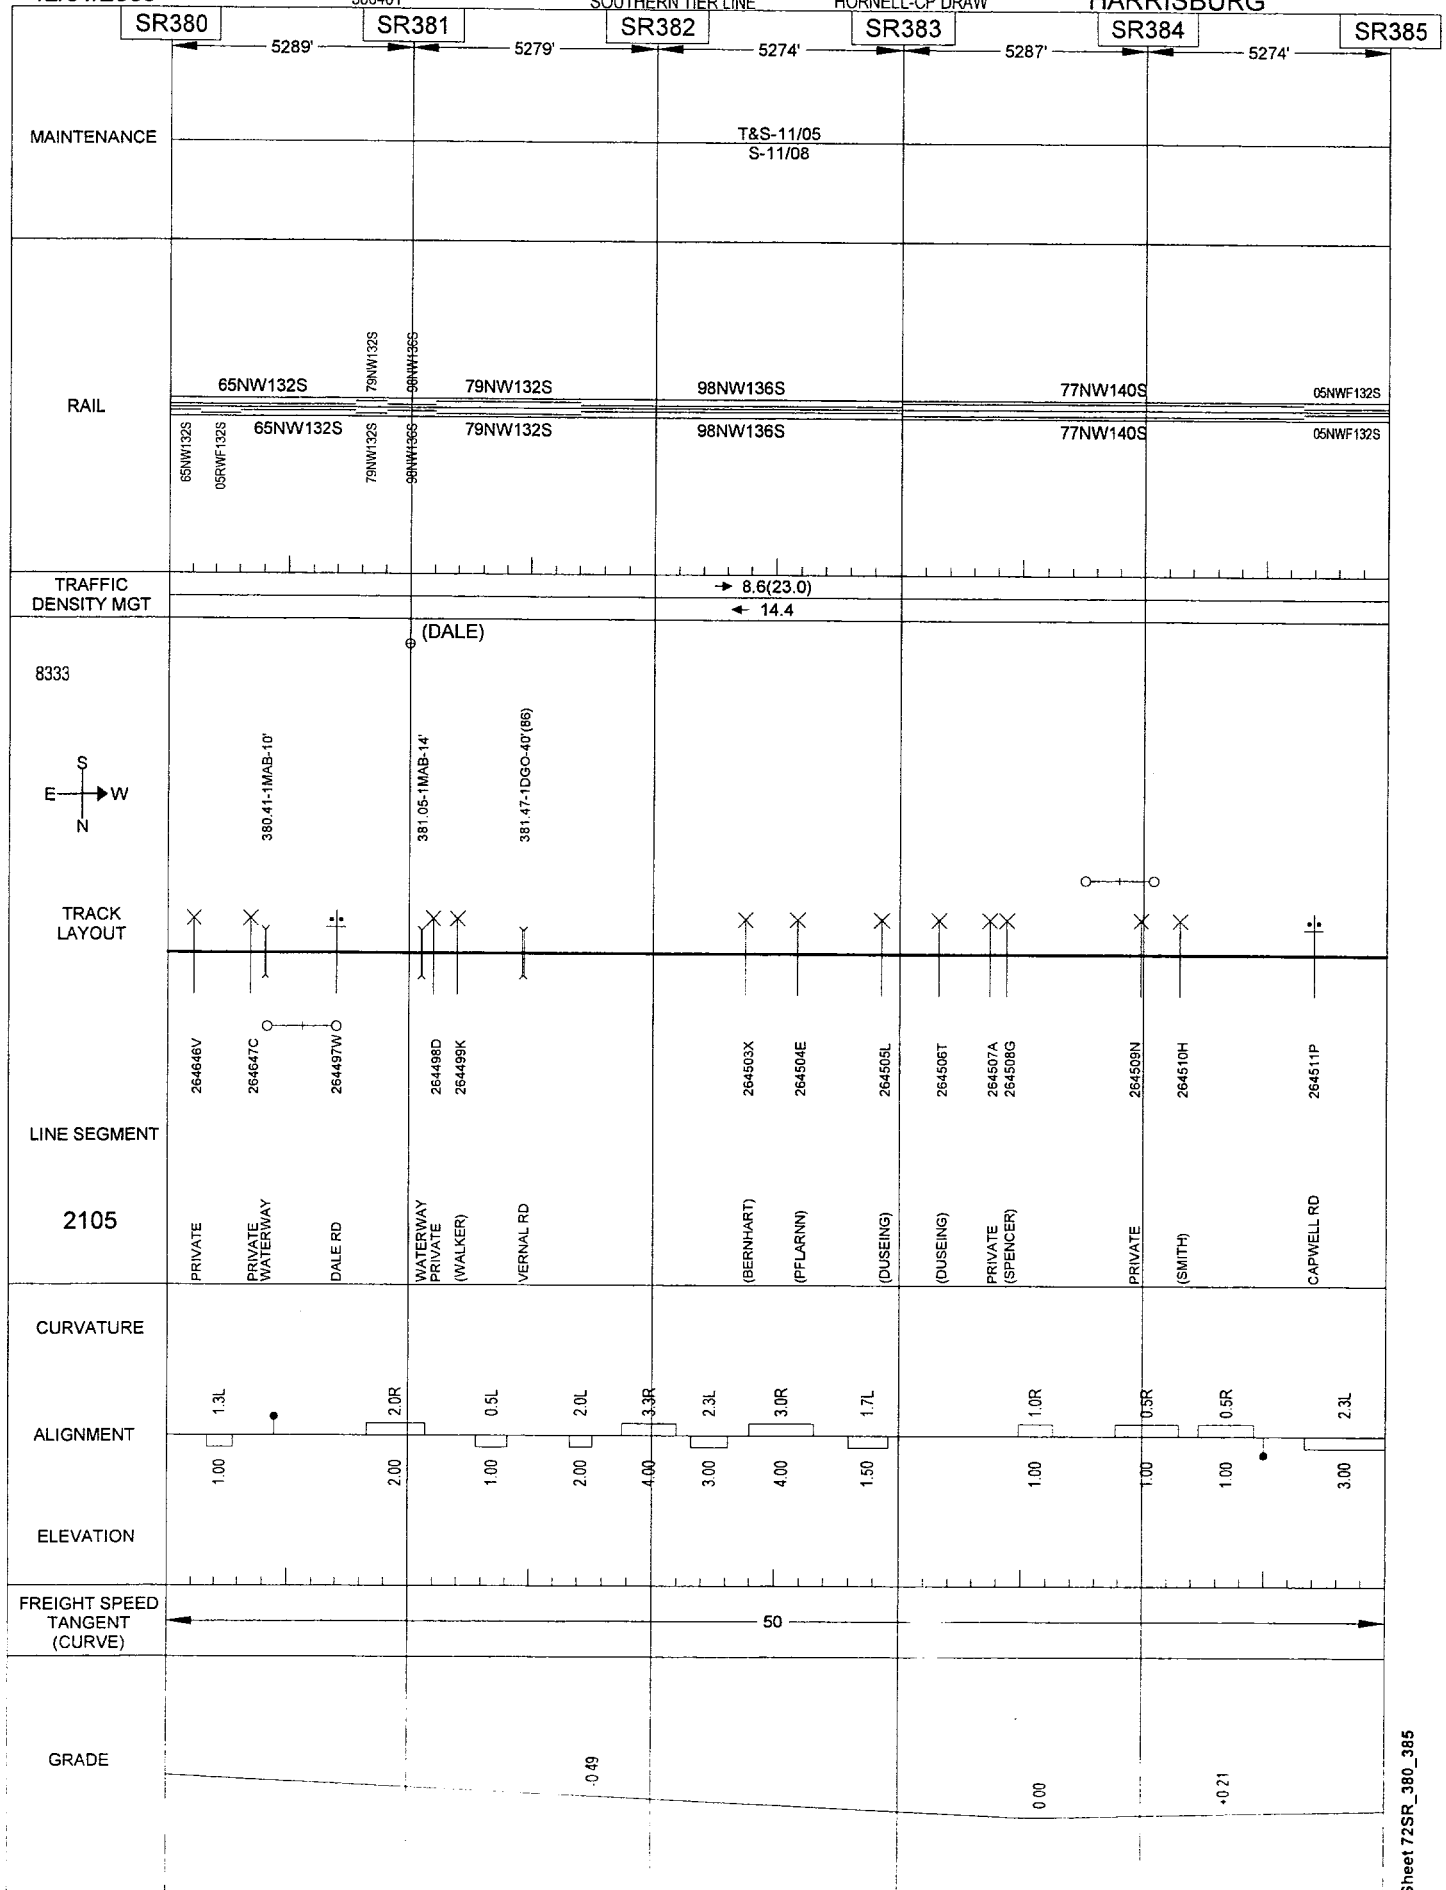 SOUTHERN TIER LINE
HORNELL-CP DRAW
HARRISBURG
SR380
SR381
SR382
SR383
SR384
SR385
5289'
5279'
5274'
5287'
5274'
MAINTENANCE
T&S-11/05
S-11/08
RAIL
79NW132S
98NW136S
65NW132S
79NW132S
98NW136S
77NW140S
05NWF132S
65NW132S
79NW132S
98NW136S
77NW140S
05NWF132S
65NW132S
05RWF132S
79NW132S
98NW136S
TRAFFIC
DENSITY MGT
→ 8.6(23.0)
← 14.4
(DALE)
8333
S
E
W
N
380.41-1MAB-10'
381.05-1MAB-14'
381.47-1DGO-40'(86)
TRACK
LAYOUT
264646V
264647C
264497W
264498D
264499K
264503X
264504E
264505L
264506T
264507A
264508G
264509N
264510H
264511P
LINE SEGMENT
2105
PRIVATE
PRIVATE
WATERWAY
DALE RD
WATERWAY
PRIVATE
(WALKER)
VERNAL RD
(BERNHART)
(PFLARNN)
(DUSEING)
(DUSEING)
PRIVATE
(SPENCER)
PRIVATE
(SMITH)
CAPWELL RD
CURVATURE
1.3L
2.0R
0.5L
2.0L
3.3R
2.3L
3.0R
1.7L
1.0R
0.5R
0.5R
2.3L
ALIGNMENT
1.00
2.00
1.00
2.00
4.00
3.00
4.00
1.50
1.00
1.00
1.00
3.00
ELEVATION
FREIGHT SPEED
TANGENT
(CURVE)
50
GRADE
-0.49
0.00
+0.21
Sheet 72SR_380_385